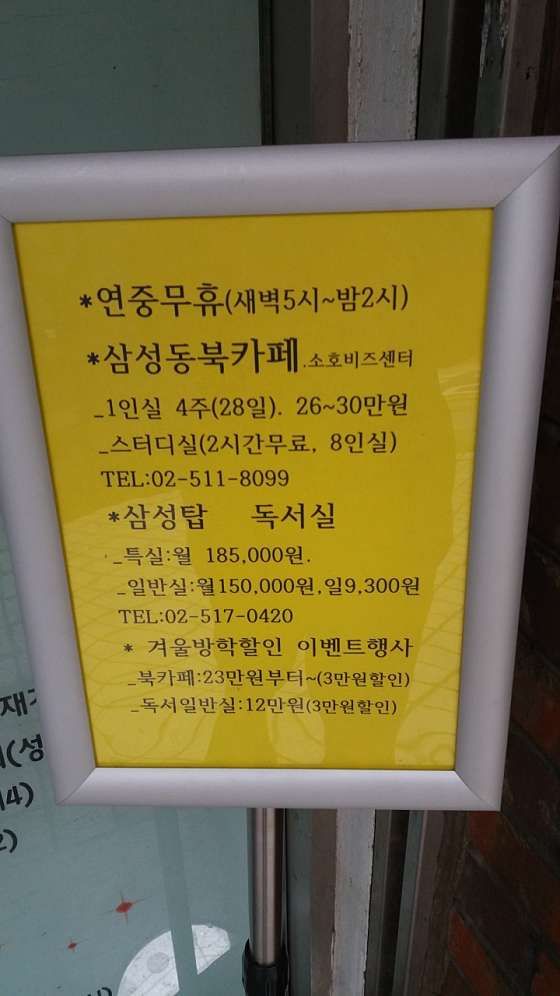 *연중무휴(새벽5시~밤2시)
*삼성동북카페.소호비즈센터
_1인실 4주(28일). 26~30만원
_스터디실(2시간무료, 8인실)
TEL:02-511-8099
*삼성탑 독서실
_특실:월 185,000원.
_일반실:월150,000원,일9,300원
TEL:02-517-0420
* 겨울방학할인 이벤트행사
_북카페:23만원부터~(3만원할인)
_독서일반실:12만원(3만원할인)